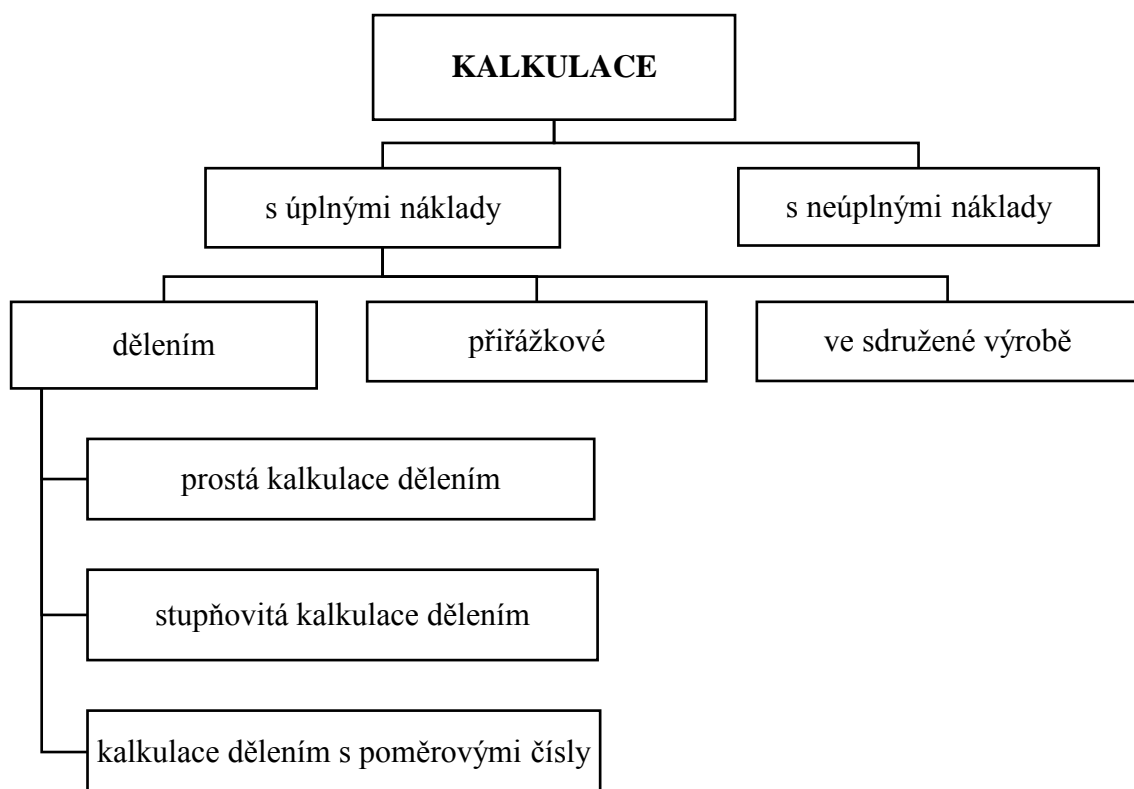 KALKULACE
s úplnými náklady
s neúplnými náklady
dělením
přiřážkové
ve sdružené výrobě
prostá kalkulace dělením
stupňovitá kalkulace dělením
kalkulace dělením s poměrovými čísly